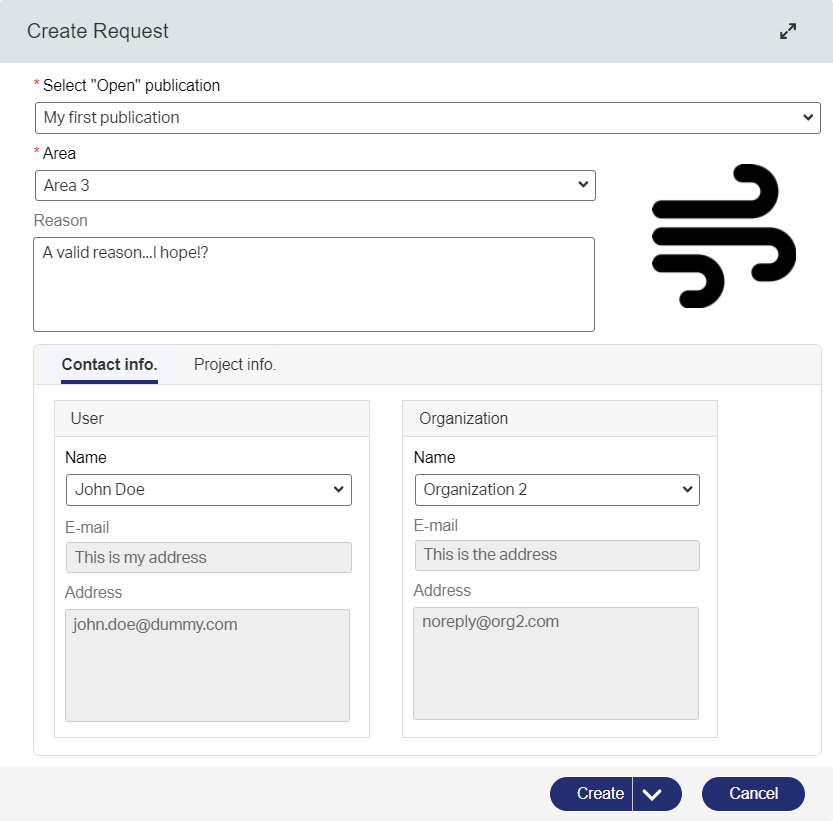 Create Request
* Select "Open" publication
My first publication
* Area
Area 3
Reason
A valid reason...I hope!?
Contact info.
Project info.
User
Name
John Doe
E-mail
This is my address
Address
john.doe@dummy.com
Organization
Name
Organization 2
E-mail
This is the address
Address
noreply@org2.com
Create
Cancel